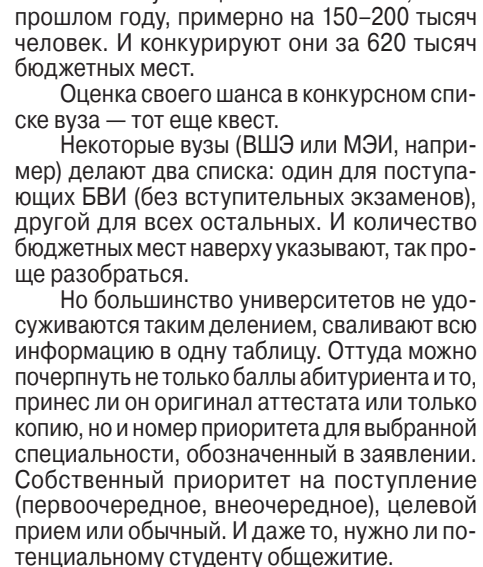 прошлом году, примерно на 150–200 тысяч
человек. И конкурируют они за 620 тысяч
бюджетных мест.
Оценка своего шанса в конкурсном спи-
ске вуза — тот еще квест.
Некоторые вузы (ВШЭ или МЭИ, напри-
мер) делают два списка: один для поступа-
ющих БВИ (без вступительных экзаменов),
другой для всех остальных. И количество
бюджетных мест наверху указывают, так про-
ще разобраться.
Но большинство университетов не удо-
суживаются таким делением, сваливают всю
информацию в одну таблицу. Оттуда можно
почерпнуть не только баллы абитуриента и то,
принес ли он оригинал аттестата или только
копию, но и номер приоритета для выбранной
специальности, обозначенный в заявлении.
Собственный приоритет на поступление
(первоочередное, внеочередное), целевой
прием или обычный. И даже то, нужно ли по-
тенциальному студенту общежитие.